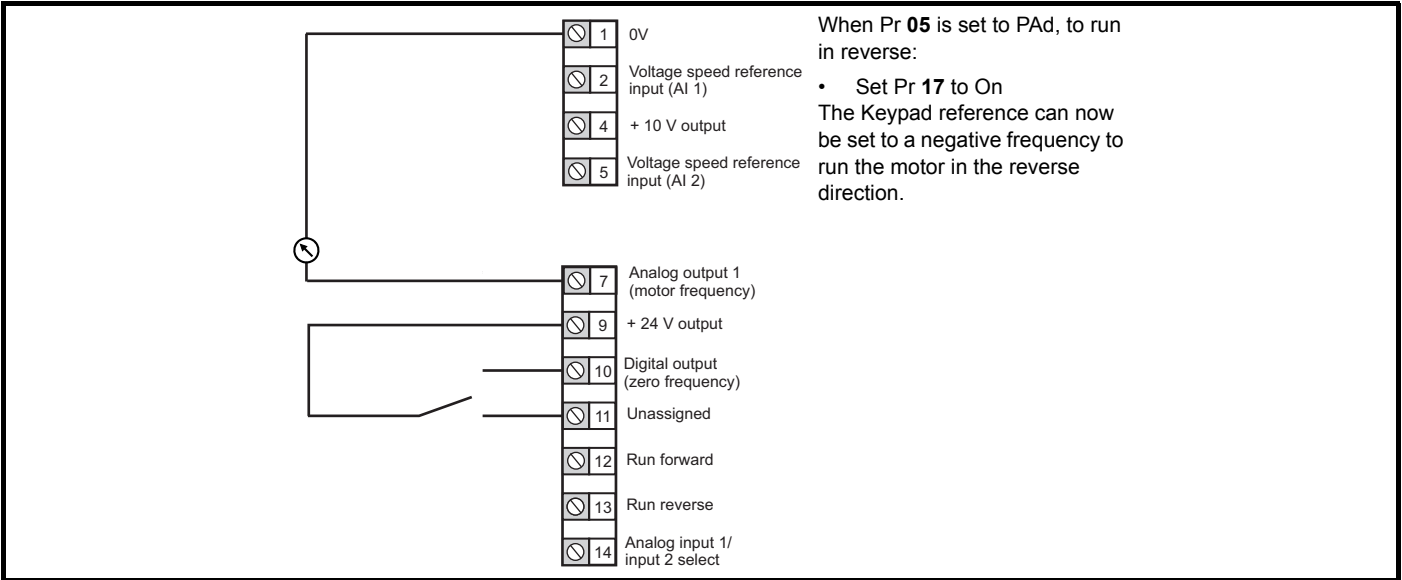 1 0V
2 Voltage speed reference
input (AI 1)
4 + 10 V output
5 Voltage speed reference
input (AI 2)
7 Analog output 1
(motor frequency)
9 + 24 V output
10 Digital output
(zero frequency)
11 Unassigned
12 Run forward
13 Run reverse
14 Analog input 1/
input 2 select
When Pr 05 is set to PAd, to run
in reverse:
• Set Pr 17 to On
The Keypad reference can now
be set to a negative frequency to
run the motor in the reverse
direction.